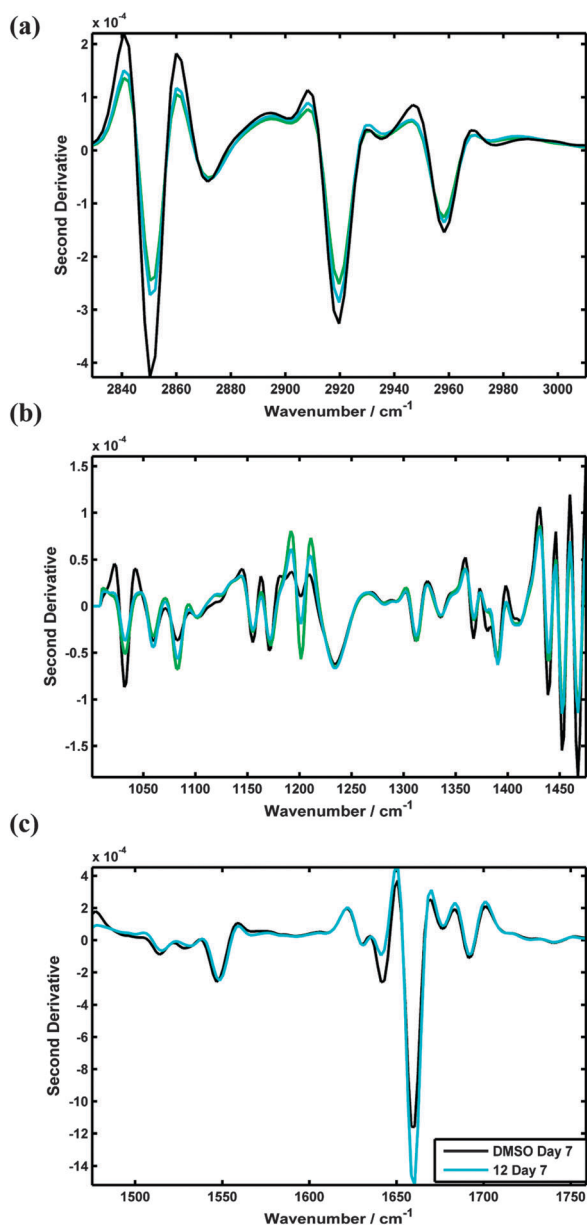 (a)
x 10⁻⁴
2
1
0
-1
-2
-3
-4
Second Derivative
2840 2860 2880 2900 2920 2940 2960 2980 3000
Wavenumber / cm⁻¹
(b)
x 10⁻⁴
1.5
1
0.5
0
-0.5
-1
-1.5
Second Derivative
1050 1100 1150 1200 1250 1300 1350 1400 1450
Wavenumber / cm⁻¹
(c)
x 10⁻⁴
4
2
0
-2
-4
-6
-8
-10
-12
-14
Second Derivative
DMSO Day 7
12 Day 7
1500 1550 1600 1650 1700 1750
Wavenumber / cm⁻¹